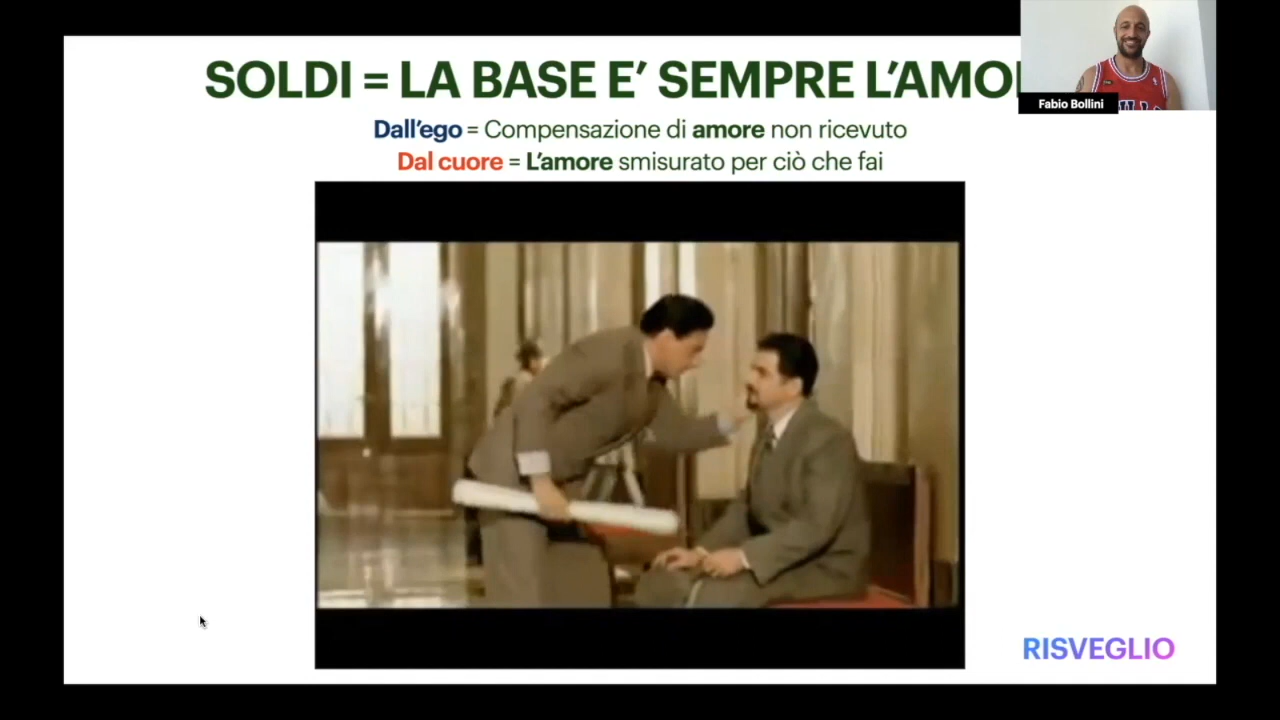 SOLDI = LA BASE E’ SEMPRE L’AMO
Dall’ego = Compensazione di amore non ricevuto
Dal cuore = L’amore smisurato per ciò che fai
Fabio Bollini
RISVEGLIO